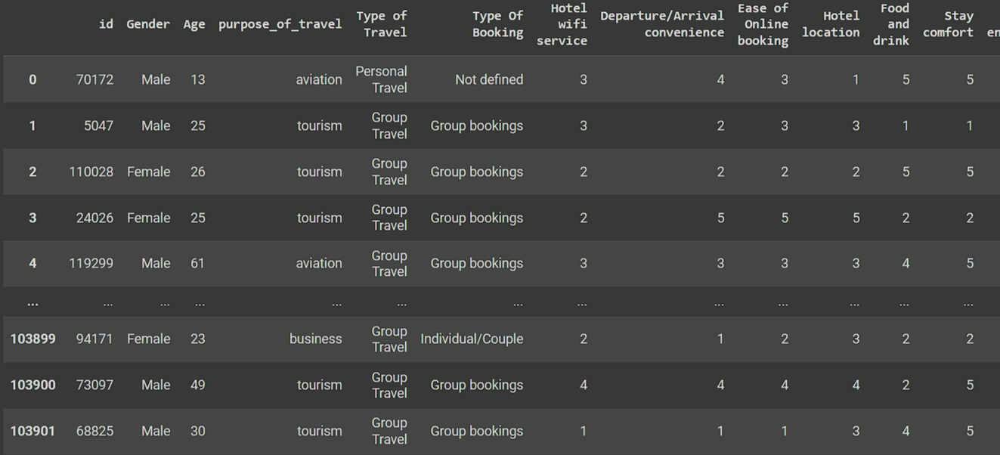 id Gender Age purpose_of_travel Type of Travel Type Of Booking Hotel wifi service Departure/Arrival convenience Ease of Online booking Hotel location Food and drink Stay comfort en
0 70172 Male 13 aviation Personal Travel Not defined 3 4 3 1 5 5
1 5047 Male 25 tourism Group Travel Group bookings 3 2 3 3 1 1
2 110028 Female 26 tourism Group Travel Group bookings 2 2 2 2 5 5
3 24026 Female 25 tourism Group Travel Group bookings 2 5 5 5 2 2
4 119299 Male 61 aviation Group Travel Group bookings 3 3 3 3 4 5
... ... ... ... ... ... ... ... ... ... ... ... ...
103899 94171 Female 23 business Group Travel Individual/Couple 2 1 2 3 2 2
103900 73097 Male 49 tourism Group Travel Group bookings 4 4 4 4 2 5
103901 68825 Male 30 tourism Group Travel Group bookings 1 1 1 3 4 5